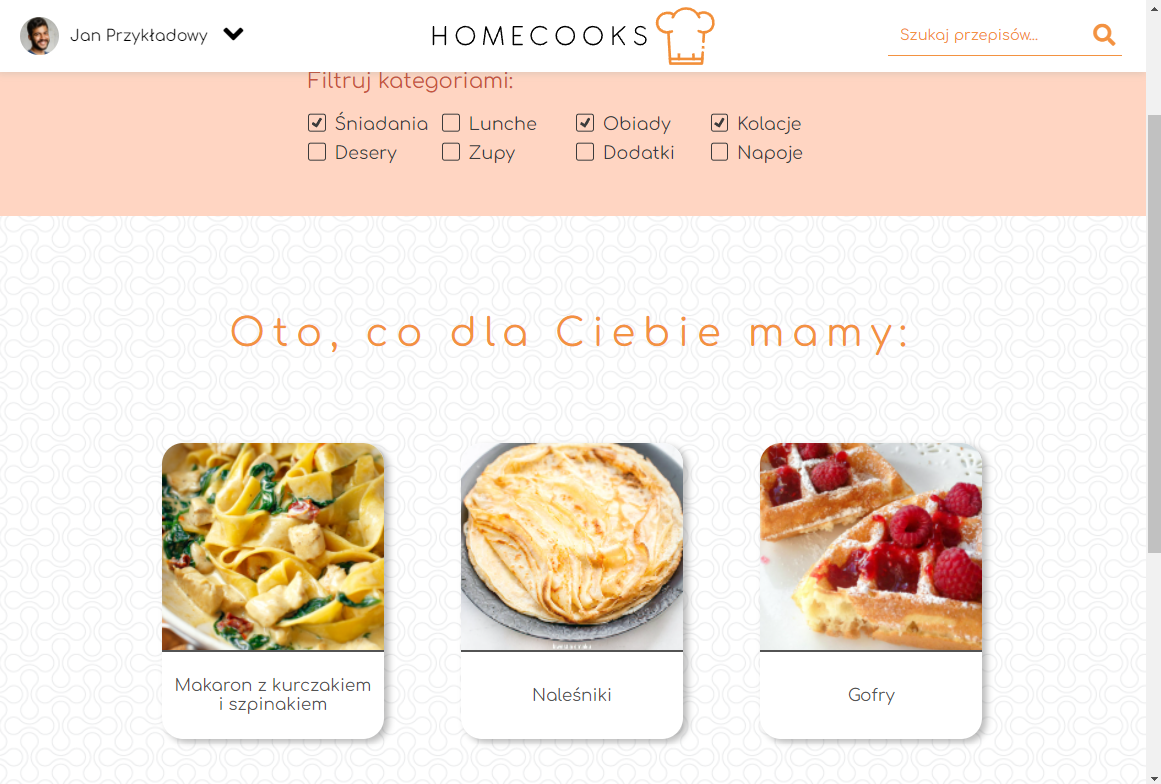 Jan Przykładowy
HOMECOOKS
Szukaj przepisów...
Filtruj kategoriami:
Śniadania Lunche Obiady Kolacje
Desery Zupy Dodatki Napoje
Oto, co dla Ciebie mamy:
Makaron z kurczakiem
i szpinakiem
Naleśniki
Gofry